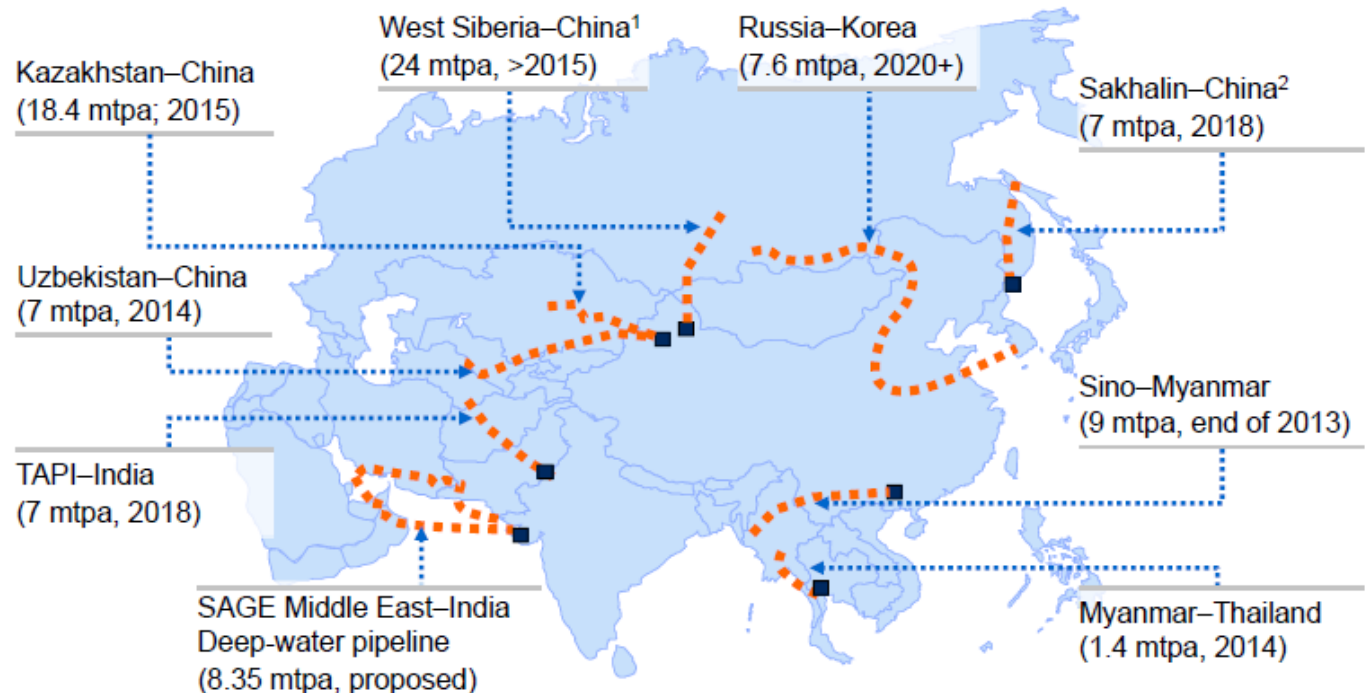 West Siberia–China¹
(24 mtpa, >2015)
Russia–Korea
(7.6 mtpa, 2020+)
Kazakhstan–China
(18.4 mtpa; 2015)
Sakhalin–China²
(7 mtpa, 2018)
Uzbekistan–China
(7 mtpa, 2014)
Sino–Myanmar
(9 mtpa, end of 2013)
TAPI–India
(7 mtpa, 2018)
SAGE Middle East–India
Deep-water pipeline
(8.35 mtpa, proposed)
Myanmar–Thailand
(1.4 mtpa, 2014)